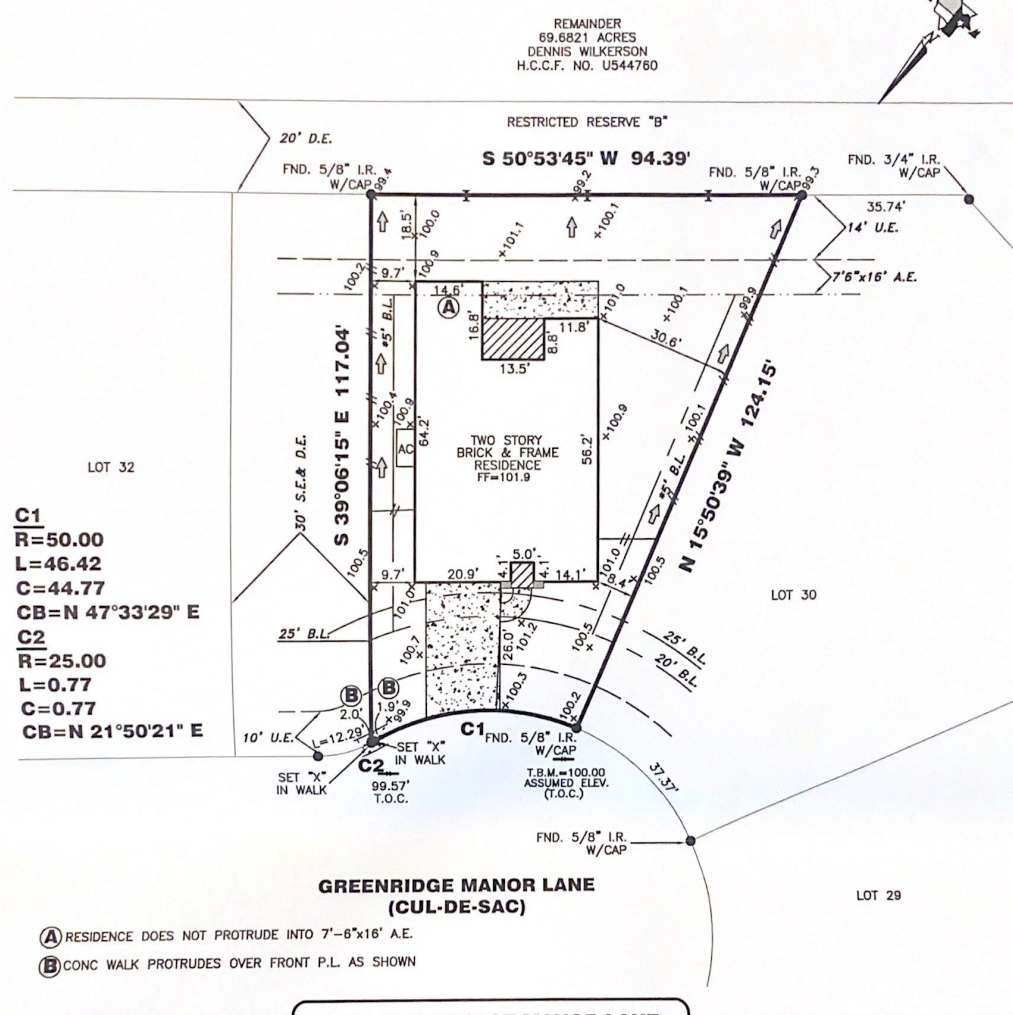 REMAINDER
69.6821 ACRES
DENNIS WILKERSON
H.C.C.F. NO. U544760
RESTRICTED RESERVE "B"
20' D.E.
S 50°53'45" W 94.39'
FND. 5/8" I.R.
W/CAP
99.4
99.2
FND. 5/8" I.R.
W/CAP
99.3
FND. 3/4" I.R.
W/CAP
35.74'
14' U.E.
7'6"x16' A.E.
18.5'
100.0
101.1
100.1
100.2
9.7'
100.9
14.6'
A
16.8'
11.8'
8.8'
13.5'
101.0
100.1
99.9
30.6'
5' B.L.
S 39°06'15" E 117.04'
100.4
100.9
AC
64.2'
TWO STORY
BRICK & FRAME
RESIDENCE
FF=101.9
56.2'
100.9
100.1
5' B.L.
N 15°50'39" W 124.15'
LOT 32
30' S.E.& D.E.
C1
R=50.00
L=46.42
C=44.77
CB=N 47°33'29" E
C2
R=25.00
L=0.77
C=0.77
CB=N 21°50'21" E
100.5
9.7'
20.9'
4.1'
5.0'
4.1'
14.1'
101.0
8.4'
100.5
LOT 30
101.0
25' B.L.
100.7
26.0'
101.2
100.5
25' B.L.
20' B.L.
100.3
100.2
B
B
2.0'
1.9'
99.9
10' U.E.
L=12.29'
SET "X"
IN WALK
SET "X"
IN WALK
C2
99.57'
T.O.C.
C1
FND. 5/8" I.R.
W/CAP
T.B.M.=100.00
ASSUMED ELEV.
(T.O.C.)
37.37'
FND. 5/8" I.R.
W/CAP
GREENRIDGE MANOR LANE
(CUL-DE-SAC)
LOT 29
A RESIDENCE DOES NOT PROTRUDE INTO 7'-6"x16' A.E.
B CONC WALK PROTRUDES OVER FRONT P.L. AS SHOWN